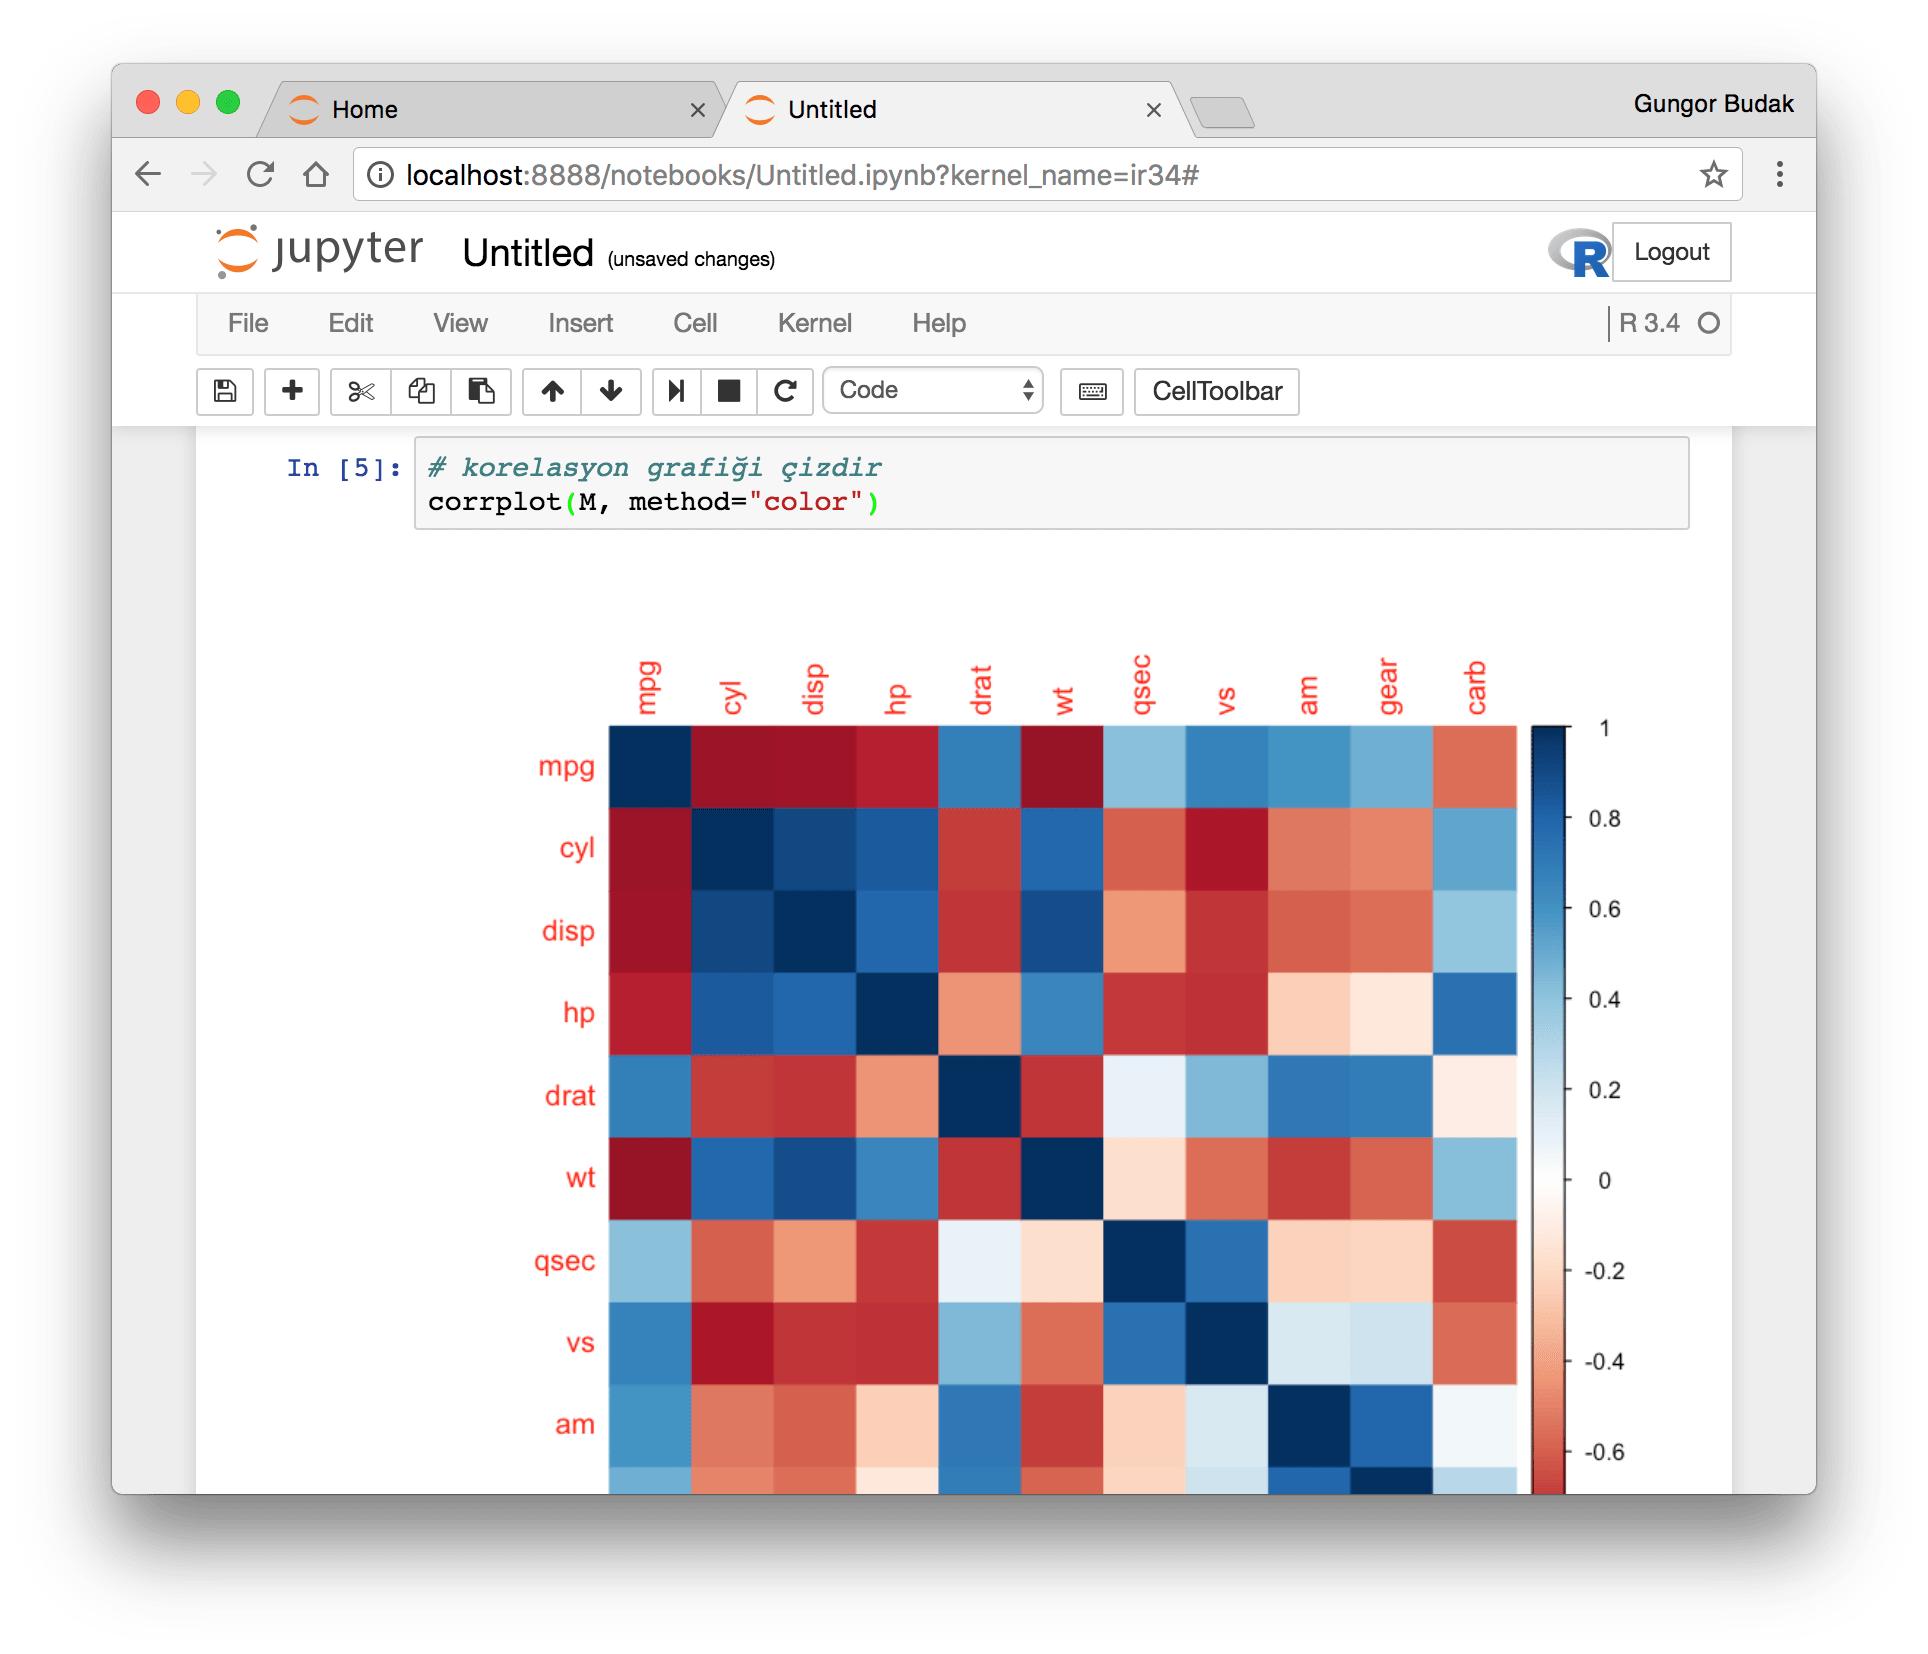 Home
Untitled
Gungor Budak
localhost:8888/notebooks/Untitled.ipynb?kernel_name=ir34#
jupyter Untitled (unsaved changes)
R Logout
File Edit View Insert Cell Kernel Help R 3.4
Code CellToolbar
In [5]: # korelasyon grafiği çizdir
corrplot(M, method="color")
mpg cyl disp hp drat wt qsec vs am gear carb
mpg
cyl
disp
hp
drat
wt
qsec
vs
am
1
0.8
0.6
0.4
0.2
0
-0.2
-0.4
-0.6